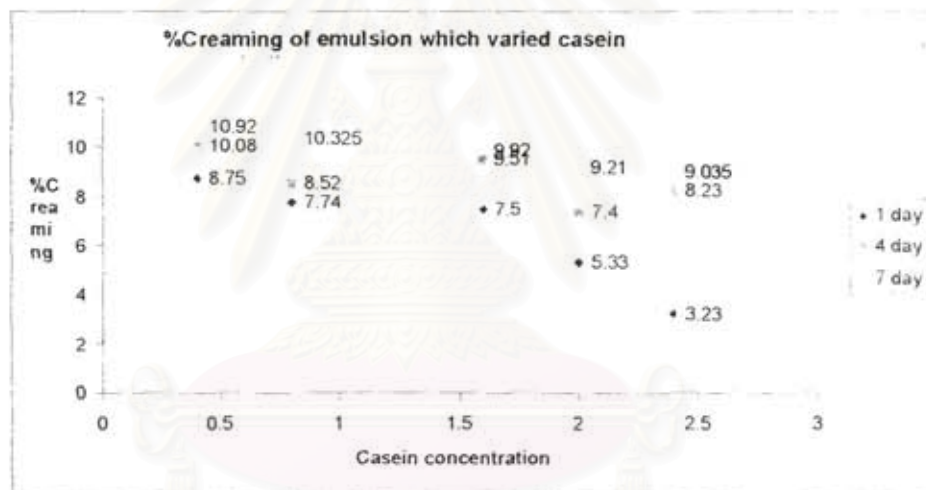 %Creaming of emulsion which varied casein
%C
rea
mi
ng
12
10
8
6
4
2
0
10.92
10.08
8.75
10.325
8.52
7.74
9.92
9.51
7.5
9.21
7.4
5.33
9.035
8.23
3.23
0 0.5 1 1.5 2 2.5 3
Casein concentration
1 day
4 day
7 day